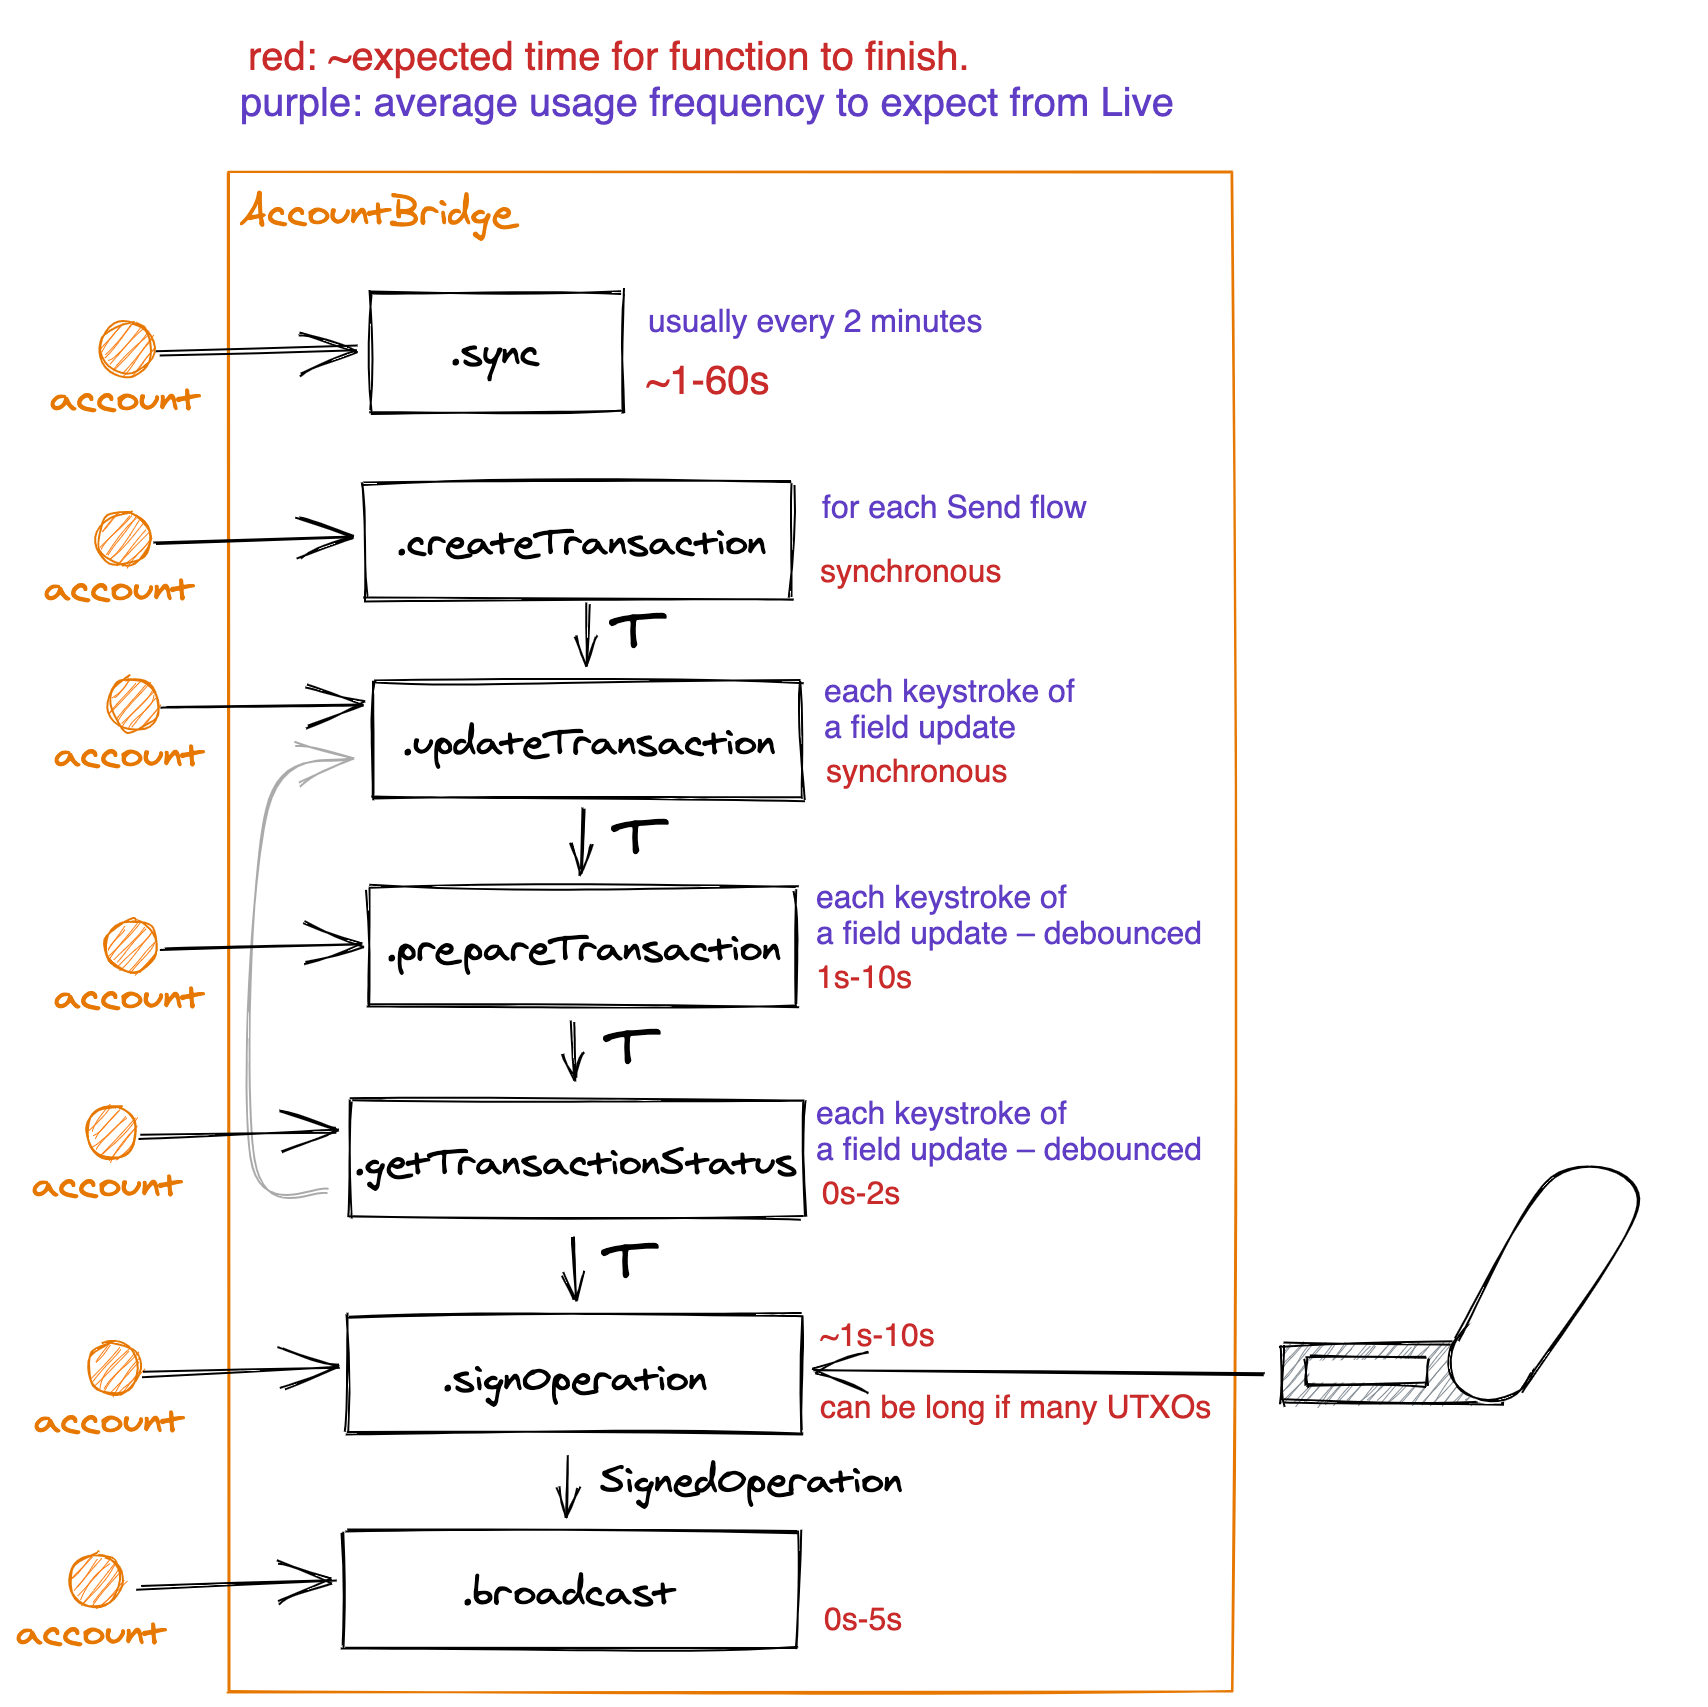 red: ~expected time for function to finish.
purple: average usage frequency to expect from Live
AccountBridge
usually every 2 minutes
.sync
~1-60s
account
for each Send flow
.createTransaction
synchronous
account
T
each keystroke of
a field update
.updateTransaction
synchronous
account
T
each keystroke of
a field update – debounced
.prepareTransaction
1s-10s
account
T
each keystroke of
a field update – debounced
.getTransactionStatus
0s-2s
account
T
~1s-10s
.signOperation
can be long if many UTXOs
account
SignedOperation
.broadcast
0s-5s
account